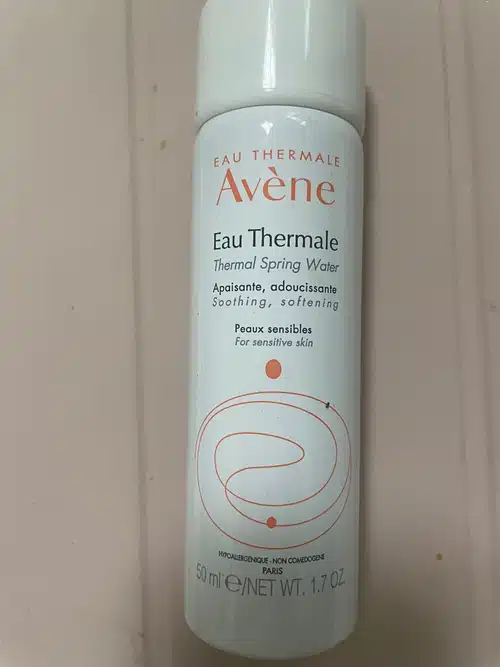 EAU THERMALE
Avène
Eau Thermale
Thermal Spring Water
Apaisante, adoucissante
Soothing, softening
Peaux sensibles
For sensitive skin
HYPOALLERGÉNIQUE - NON COMEDOGENE
PARIS
50 ml e/NET WT. 1.7 OZ.